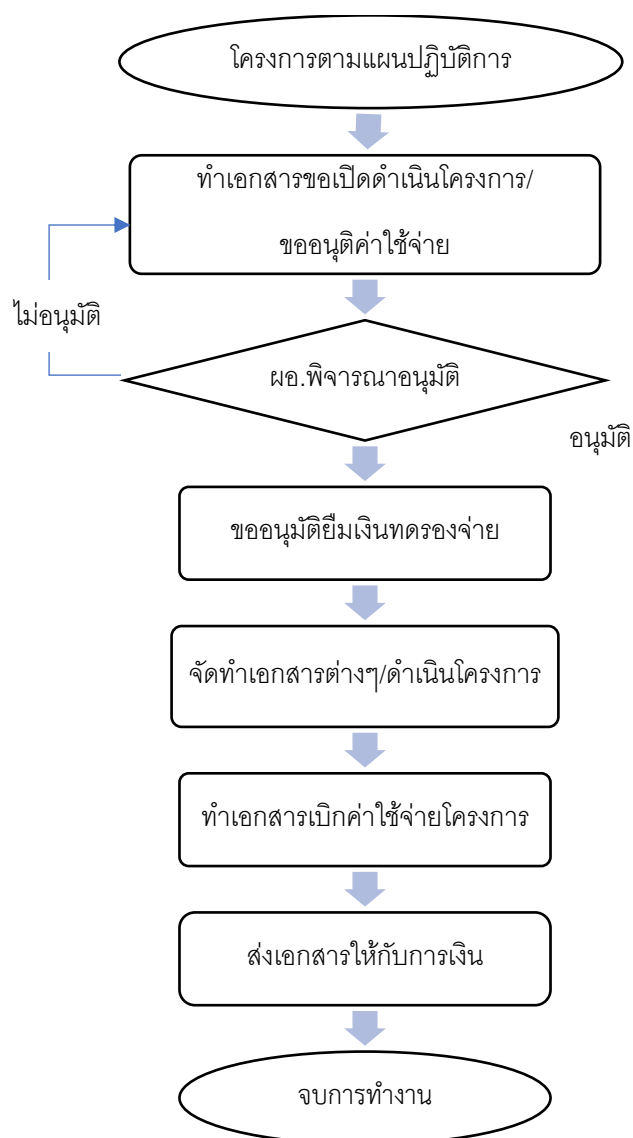 โครงการตามแผนปฏิบัติการ
ทำเอกสารขอเปิดดำเนินโครงการ/
ขออนุติค่าใช้จ่าย
ไม่อนุมัติ
ผอ.พิจารณาอนุมัติ
อนุมัติ
ขออนุมัติยืมเงินทดรองจ่าย
จัดทำเอกสารต่างๆ/ดำเนินโครงการ
ทำเอกสารเบิกค่าใช้จ่ายโครงการ
ส่งเอกสารให้กับการเงิน
จบการทำงาน